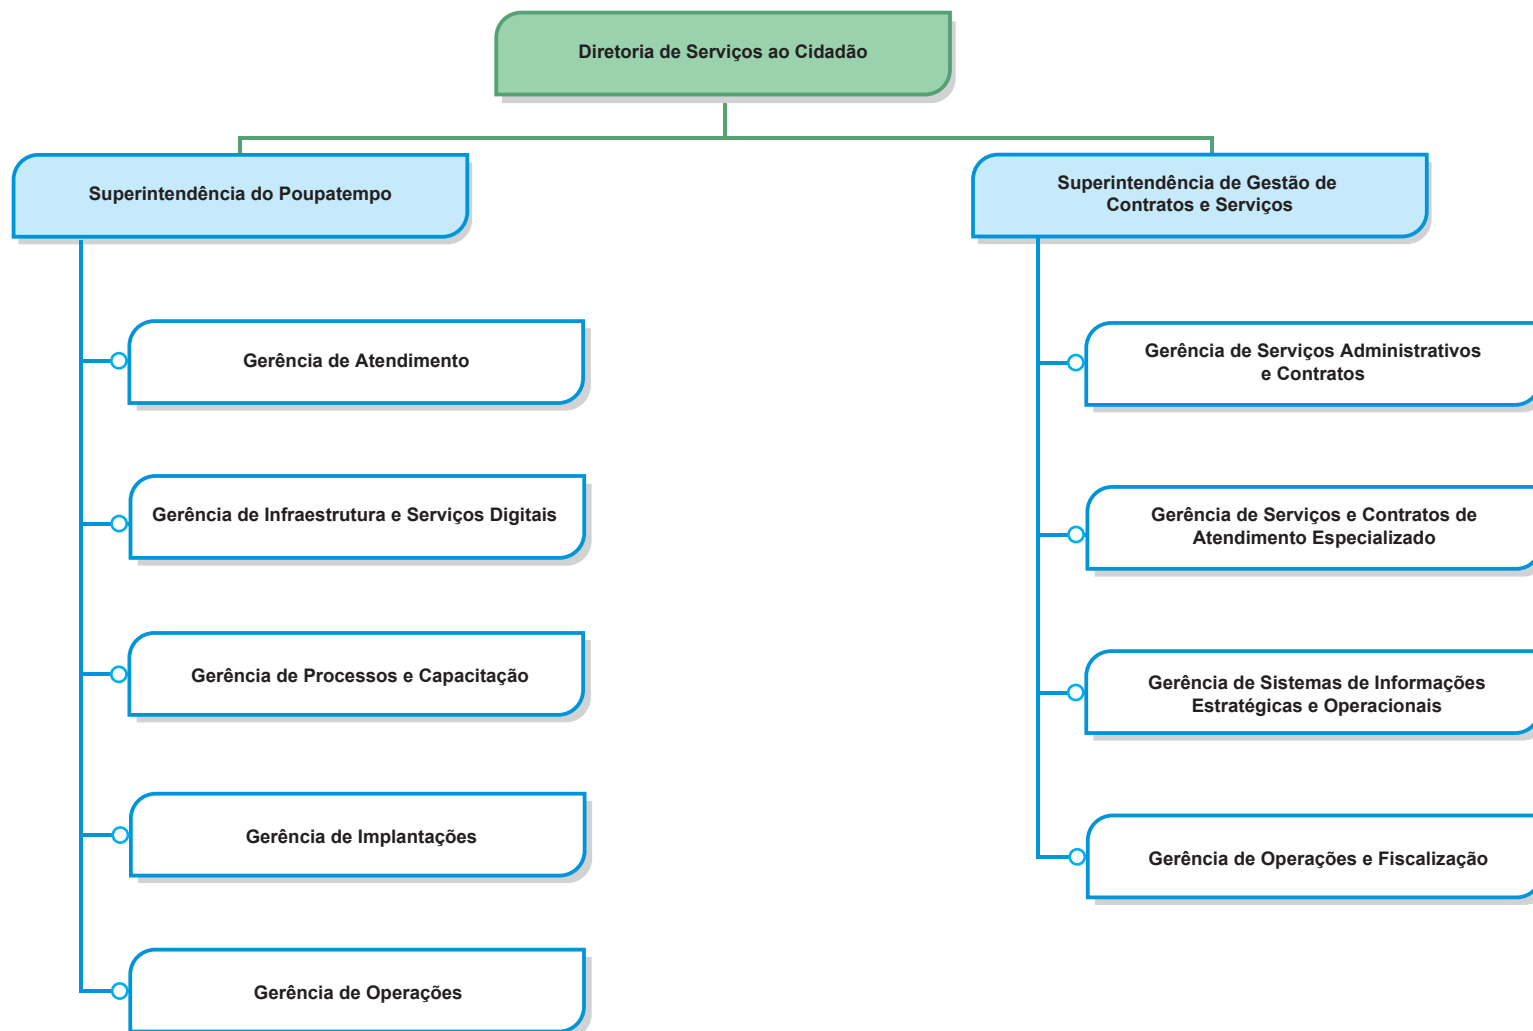 Diretoria de Serviços ao Cidadão
Superintendência do Poupatempo
Superintendência de Gestão de
Contratos e Serviços
Gerência de Atendimento
Gerência de Infraestrutura e Serviços Digitais
Gerência de Processos e Capacitação
Gerência de Implantações
Gerência de Operações
Gerência de Serviços Administrativos
e Contratos
Gerência de Serviços e Contratos de
Atendimento Especializado
Gerência de Sistemas de Informações
Estratégicas e Operacionais
Gerência de Operações e Fiscalização